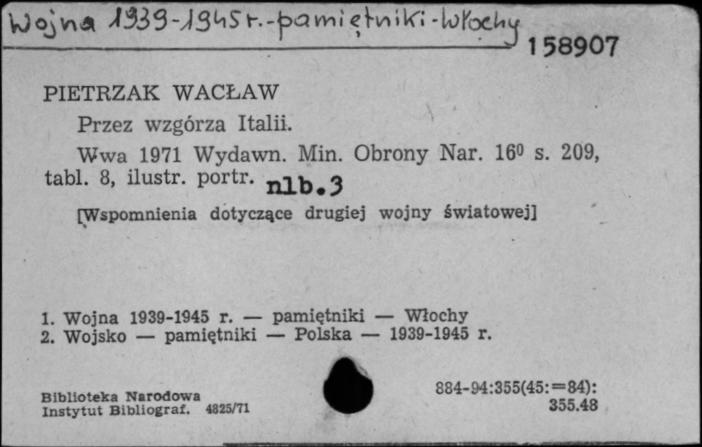 Wojna 1939-1945 r.-pamiętniki-Włochy
158907
PIETRZAK WACŁAW
Przez wzgórza Italii.
Wwa 1971 Wydawn. Min. Obrony Nar. 16⁰ s. 209,
tabl. 8, ilustr. portr. nlb.3
[Wspomnienia dotyczące drugiej wojny światowej]
1. Wojna 1939-1945 r. — pamiętniki — Włochy
2. Wojsko — pamiętniki — Polska — 1939-1945 r.
884-94:355(45:=84):
355.48
Biblioteka Narodowa
Instytut Bibliograf. 4825/71